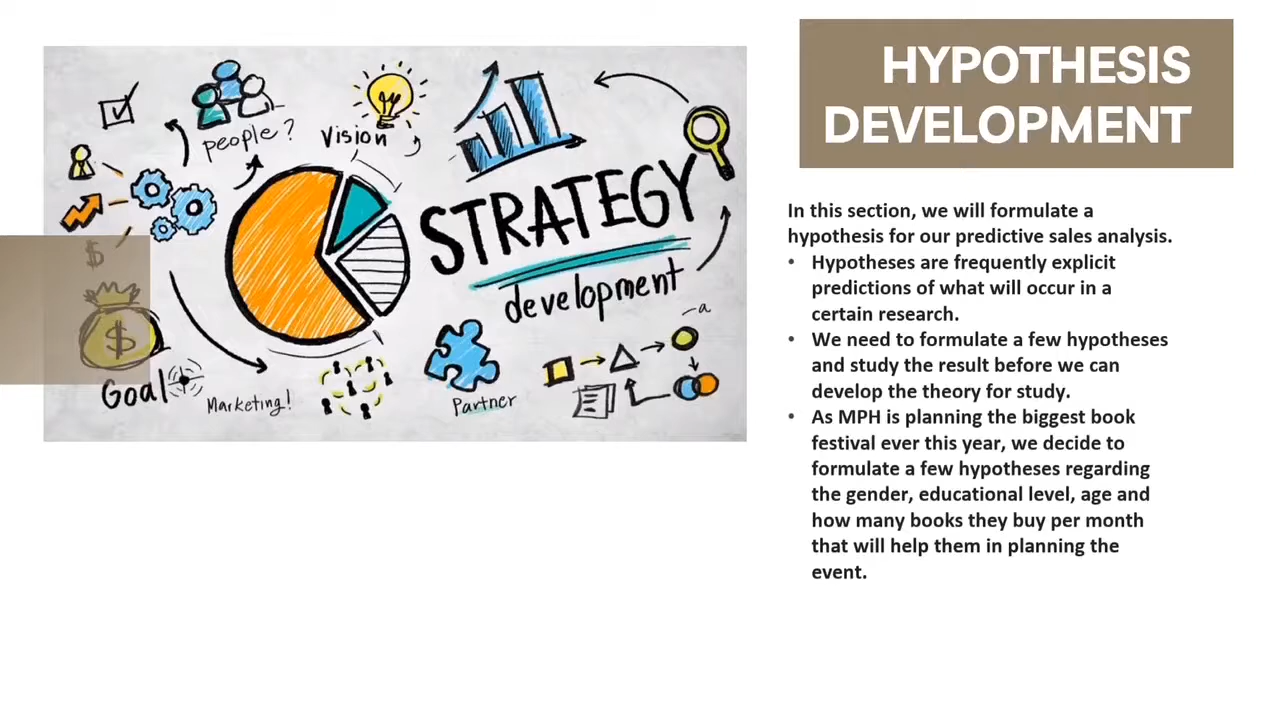 HYPOTHESIS
DEVELOPMENT
people?
Vision
STRATEGY
development
$
$
Goal
Marketing!
Partner
a
In this section, we will formulate a
hypothesis for our predictive sales analysis.
• Hypotheses are frequently explicit
predictions of what will occur in a
certain research.
• We need to formulate a few hypotheses
and study the result before we can
develop the theory for study.
• As MPH is planning the biggest book
festival ever this year, we decide to
formulate a few hypotheses regarding
the gender, educational level, age and
how many books they buy per month
that will help them in planning the
event.